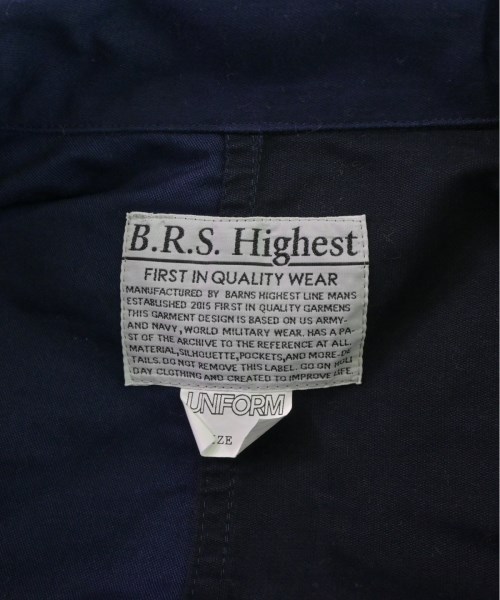 B.R.S. Highest
FIRST IN QUALITY WEAR
MANUFACTURED BY BARNS HIGHEST LINE MANS
ESTABLISHED 2015 FIRST IN QUALITY GARMENS
THIS GARMENT DESIGN IS BASED ON US ARMY-
AND NAVY, WORLD MILITARY WEAR. HAS A PA-
ST OF THE ARCHIVE TO THE REFERENCE AT ALL.
MATERIAL,SILHOUETTE,POCKETS,AND MORE-DE
TAILS. DO NOT REMOVE THIS LABEL. GO ON HOLI
DAY CLOTHING AND CREATED TO IMPROVE LIFE.
UNIFORM
IZE